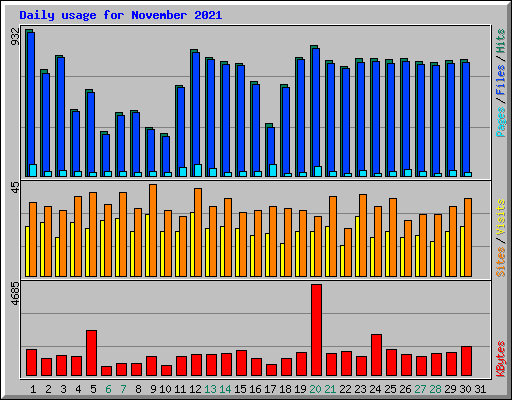 Daily usage for November 2021
932
Pages / Files / Hits
45
Sites / Visits
4685
KBytes
1 2 3 4 5 6 7 8 9 10 11 12 13 14 15 16 17 18 19 20 21 22 23 24 25 26 27 28 29 30 31